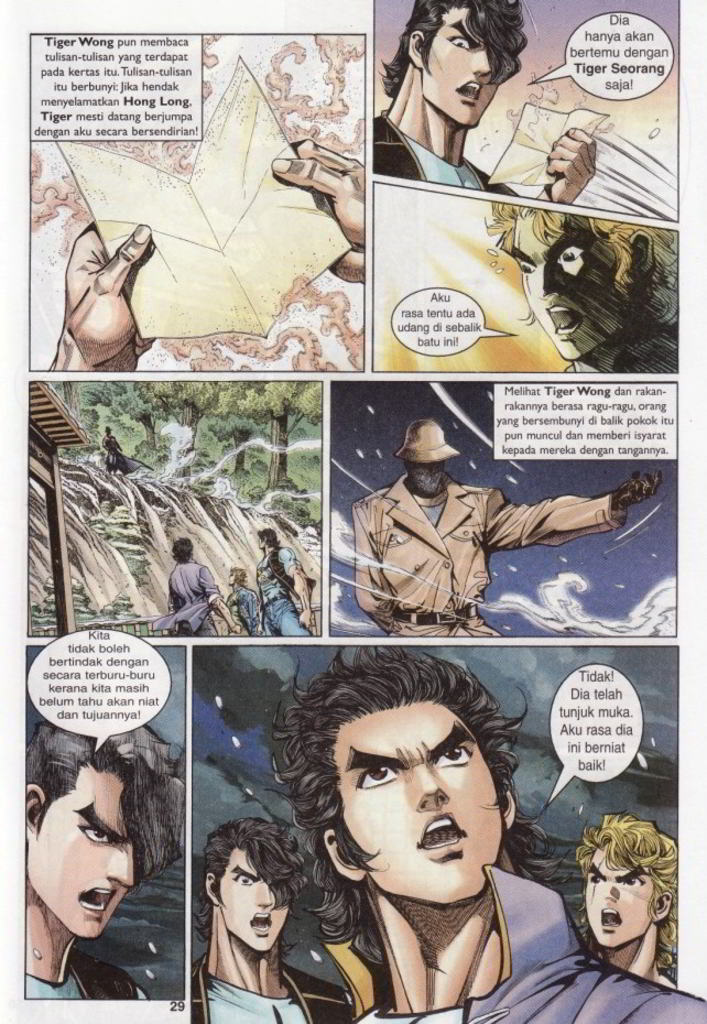 Tiger Wong pun membaca
tulisan-tulisan yang terdapat
pada kertas itu. Tulisan-tulisan
itu berbunyi: Jika hendak
menyelamatkan Hong Long,
Tiger mesti datang berjumpa
dengan aku secara bersendirian!
Dia
hanya akan
bertemu dengan
Tiger Seorang
saja!
Aku
rasa tentu ada
udang di sebalik
batu ini!
Melihat Tiger Wong dan rakan-
rakannya berasa ragu-ragu, orang
yang bersembunyi di balik pokok itu
pun muncul dan memberi isyarat
kepada mereka dengan tangannya.
Kita
tidak boleh
bertindak dengan
secara terburu-buru
kerana kita masih
belum tahu akan niat
dan tujuannya!
Tidak!
Dia telah
tunjuk muka.
Aku rasa dia
ini berniat
baik!
29